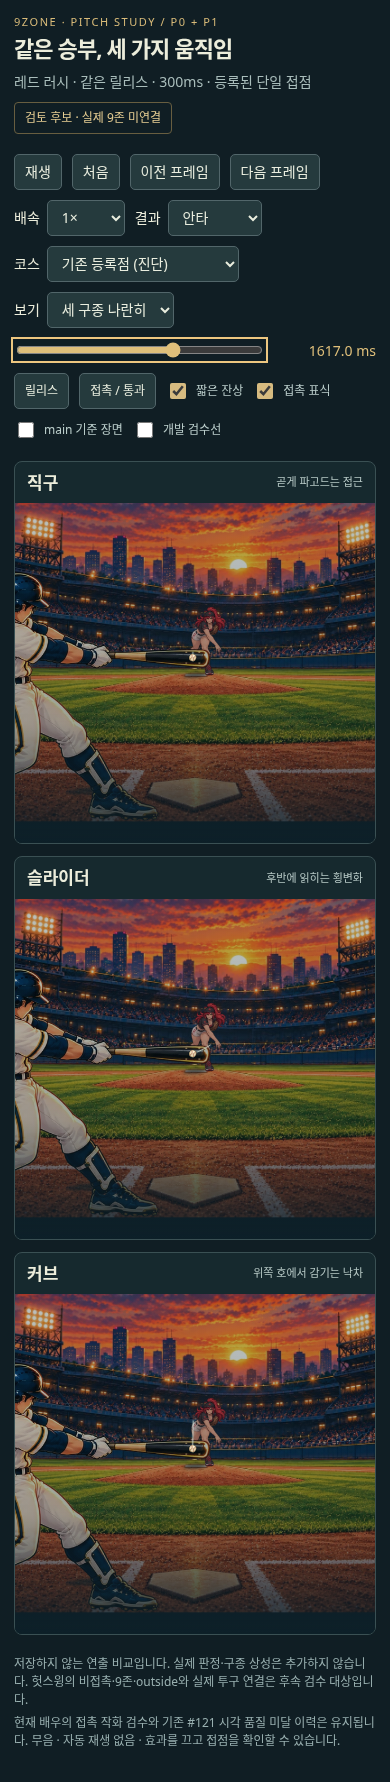 9ZONE · PITCH STUDY / P0 + P1
같은 승부, 세 가지 움직임
레드 러시 · 같은 릴리스 · 300ms · 등록된 단일 접점
검토 후보 · 실제 9존 미연결
재생 처음 이전 프레임 다음 프레임
배속 1× 결과 안타
코스 기존 등록점 (진단)
보기 세 구종 나란히
1617.0 ms
릴리스 접촉 / 통과 짧은 잔상 접촉 표식
main 기준 장면 개발 검수선
직구 곧게 파고드는 접근
슬라이더 후반에 읽히는 횡변화
커브 위쪽 호에서 감기는 낙차
저장하지 않는 연출 비교입니다. 실제 판정·구종 상성은 추가하지 않습니
다. 헛스윙의 비접촉·9존·outside와 실제 투구 연결은 후속 검수 대상입니
다.
현재 배우의 접촉 작화 검수와 기존 #121 시각 품질 미달 이력은 유지됩니
다. 무음 · 자동 재생 없음 · 효과를 끄고 접점을 확인할 수 있습니다.